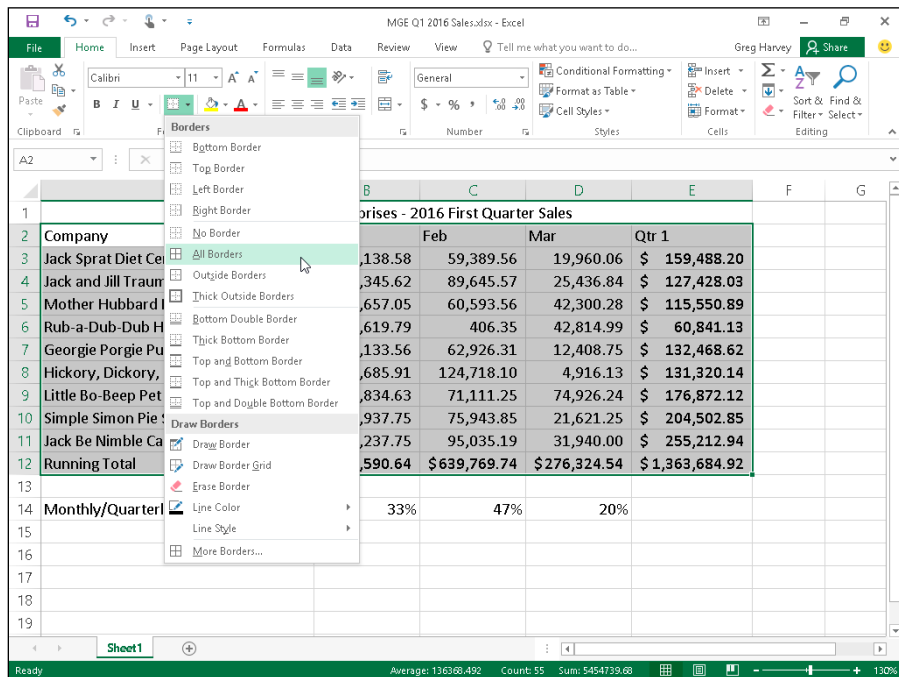 MGE Q1 2016 Sales.xlsx - Excel
File Home Insert Page Layout Formulas Data Review View Tell me what you want to do... Greg Harvey Share
Paste
Calibri 11
B I U
A A
General
$ % ,
Conditional Formatting
Format as Table
Cell Styles
Insert
Delete
Format
Sort & Filter
Find & Select
Clipboard Number Styles Cells Editing
A2
Borders
Bottom Border
Top Border
Left Border
Right Border
No Border
All Borders
Outside Borders
Thick Outside Borders
Bottom Double Border
Thick Bottom Border
Top and Bottom Border
Top and Thick Bottom Border
Top and Double Bottom Border
Draw Borders
Draw Border
Draw Border Grid
Erase Border
Line Color
Line Style
More Borders...
B C D E F G
1 prises - 2016 First Quarter Sales
2 Company Feb Mar Qtr 1
3 Jack Sprat Diet Ce ,138.58 59,389.56 19,960.06 $ 159,488.20
4 Jack and Jill Traum ,345.62 89,645.57 25,436.84 $ 127,428.03
5 Mother Hubbard ,657.05 60,593.56 42,300.28 $ 115,550.89
6 Rub-a-Dub-Dub H ,619.79 406.35 42,814.99 $ 60,841.13
7 Georgie Porgie Pu ,133.56 62,926.31 12,408.75 $ 132,468.62
8 Hickory, Dickory, ,685.91 124,718.10 4,916.13 $ 131,320.14
9 Little Bo-Beep Pet ,834.63 71,111.25 74,926.24 $ 176,872.12
10 Simple Simon Pie ,937.75 75,943.85 21,621.25 $ 204,502.85
11 Jack Be Nimble Ca ,237.75 95,035.19 31,940.00 $ 255,212.94
12 Running Total ,590.64 $639,769.74 $276,324.54 $1,363,684.92
13
14 Monthly/Quarterl 33% 47% 20%
15
16
17
18
19
Sheet1
Ready Average: 136368.492 Count: 55 Sum: 5454739.68 130%